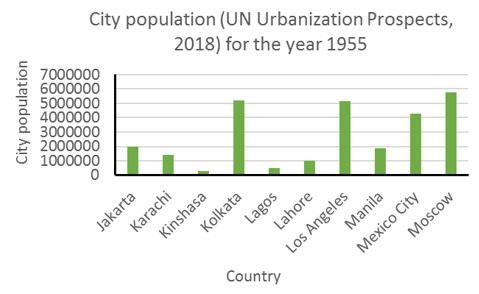 City population (UN Urbanization Prospects,
2018) for the year 1955
City population
7000000
6000000
5000000
4000000
3000000
2000000
1000000
0
Jakarta
Karachi
Kinshasa
Kolkata
Lagos
Lahore
Los Angeles
Manila
Mexico City
Moscow
Country